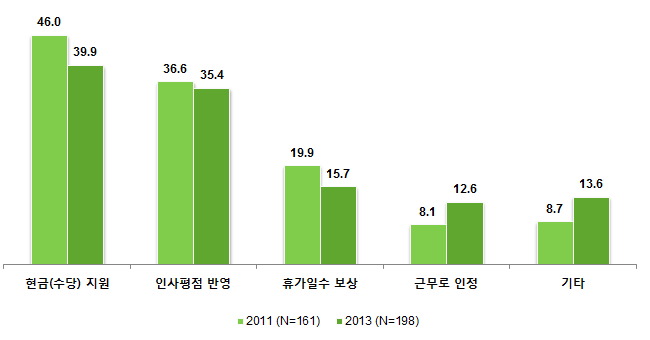 46.0
39.9
36.6
35.4
19.9
15.7
8.1
12.6
8.7
13.6
현금(수당) 지원
인사평점 반영
휴가일수 보상
근무로 인정
기타
2011 (N=161)
2013 (N=198)